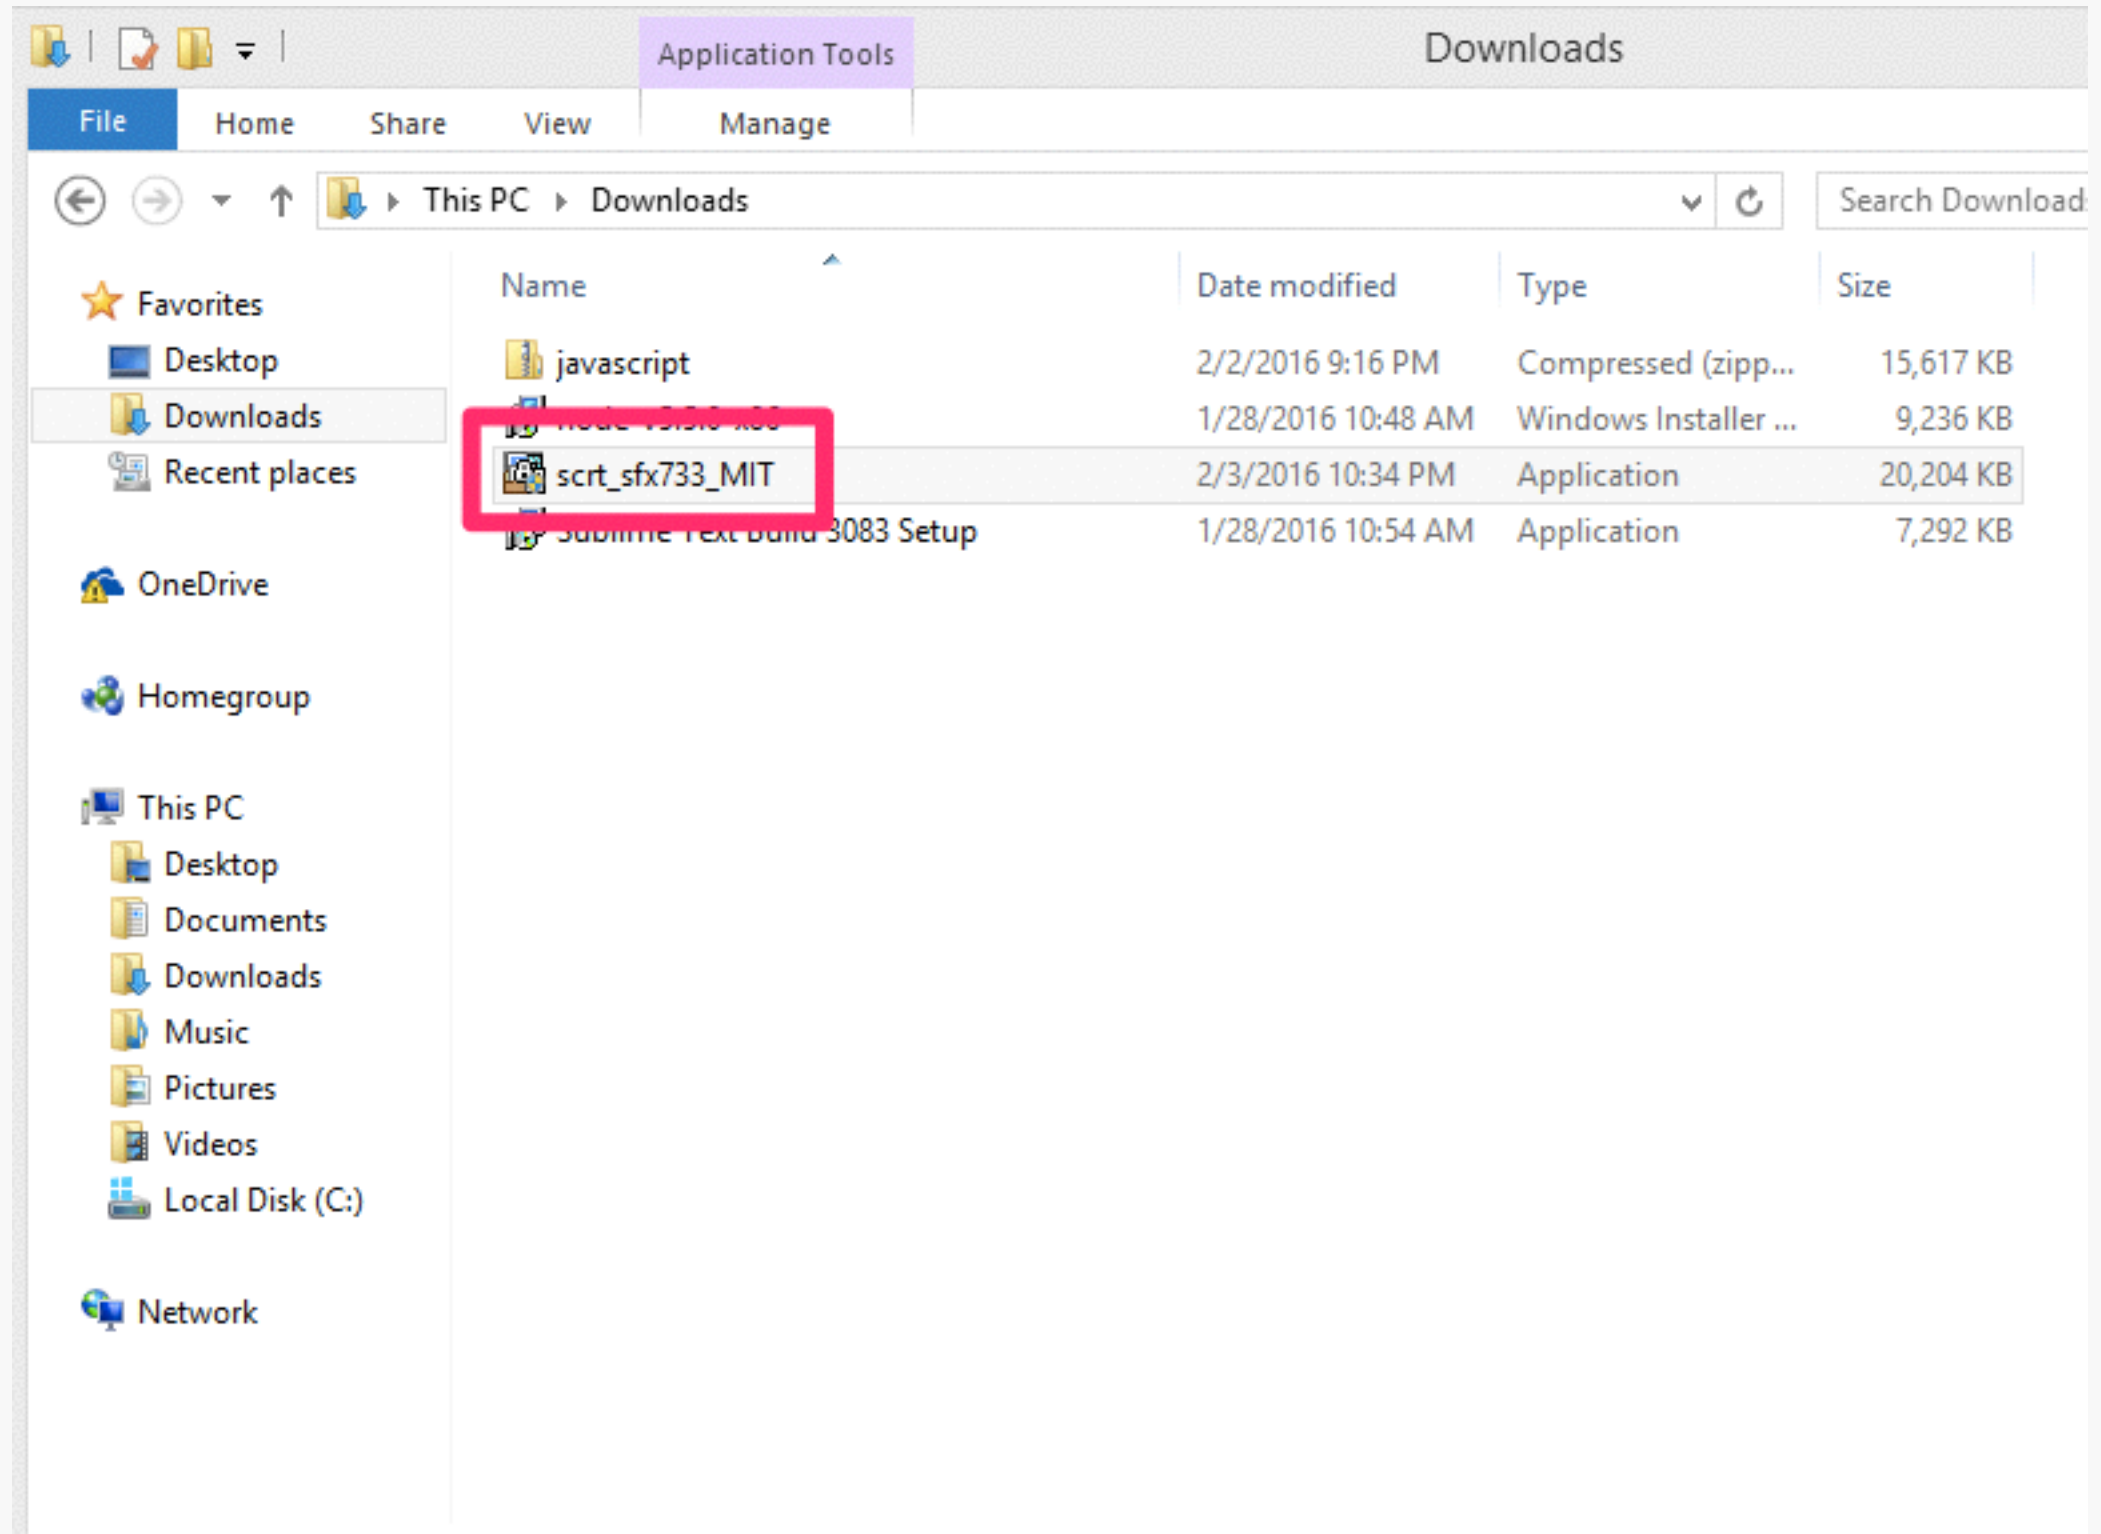 Application Tools
Downloads
File Home Share View Manage
This PC Downloads
Search Download
Name Date modified Type Size
Favorites
Desktop
Downloads
Recent places
OneDrive
Homegroup
This PC
Desktop
Documents
Downloads
Music
Pictures
Videos
Local Disk (C:)
Network
javascript 2/2/2016 9:16 PM Compressed (zipp... 15,617 KB
1/28/2016 10:48 AM Windows Installer ... 9,236 KB
scrt_sfx733_MIT 2/3/2016 10:34 PM Application 20,204 KB
Sublime Text Build 3083 Setup 1/28/2016 10:54 AM Application 7,292 KB